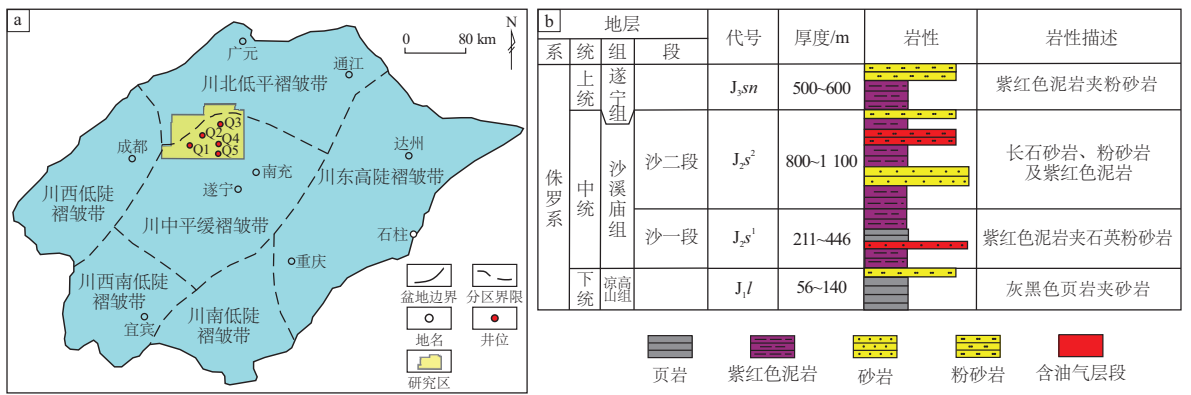 a
N
0 80 km
广元
通江
川北低平褶皱带
Q3
Q2
Q4
Q1
Q5
成都
达州
南充
川东高陡褶皱带
遂宁
川西低陡
褶皱带
川中平缓褶皱带
石柱
重庆
川西南低陡
褶皱带
川南低陡
褶皱带
宜宾
盆地边界
分区界限
地名
井位
研究区
b
地层
代号
厚度/m
岩性
岩性描述
系
统
组
段
侏罗系
上统
遂宁组
J₃sn
500~600
紫红色泥岩夹粉砂岩
中统
沙溪庙组
沙二段
J₂s²
800~1 100
长石砂岩、粉砂岩
及紫红色泥岩
沙一段
J₂s¹
211~446
紫红色泥岩夹石英粉砂岩
下统
凉高山组
J₁l
56~140
灰黑色页岩夹砂岩
页岩
紫红色泥岩
砂岩
粉砂岩
含油气层段